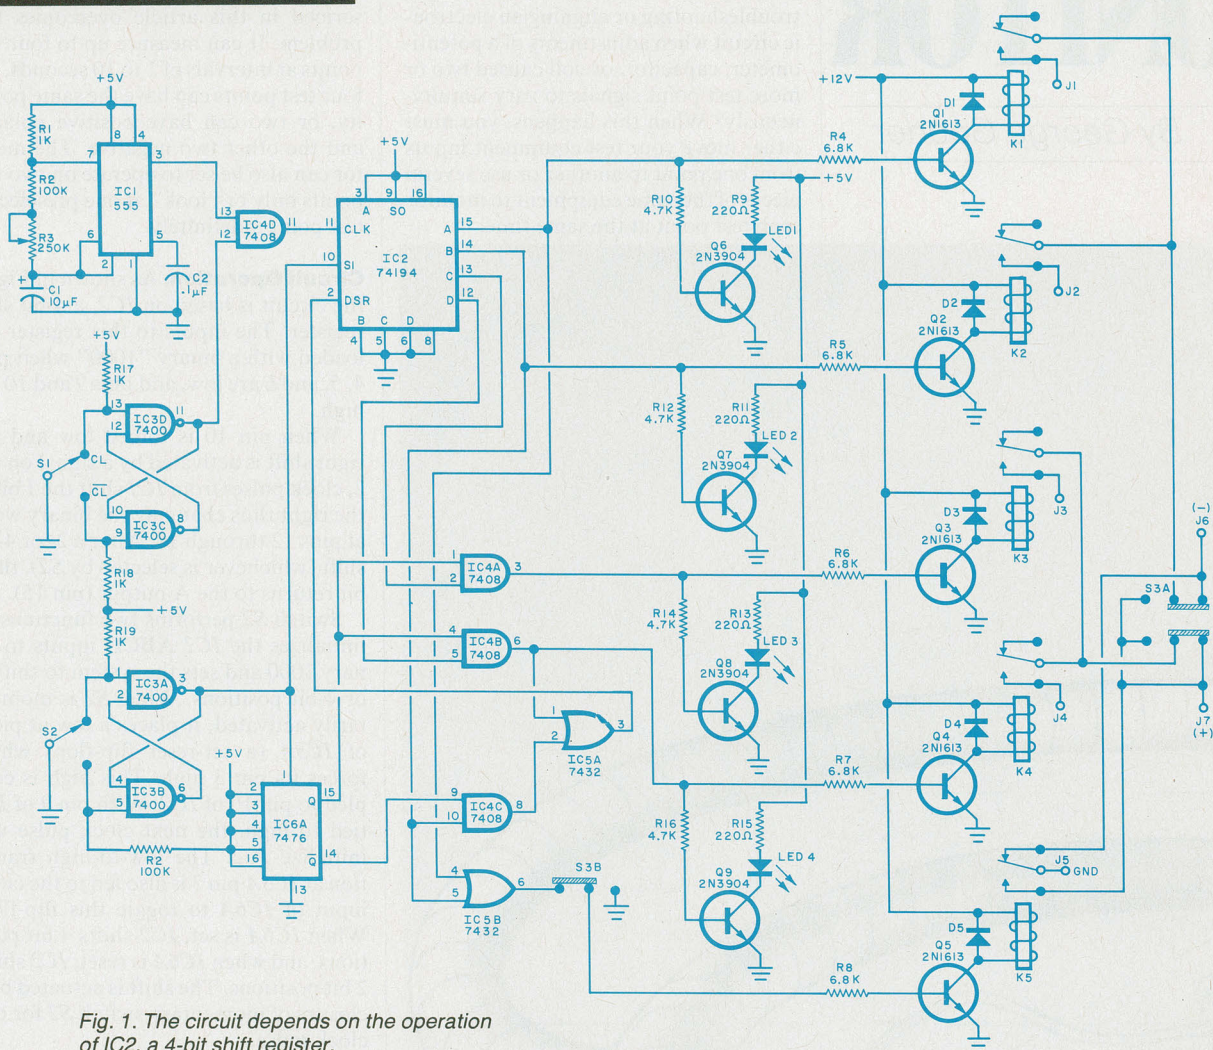 +5V
R1
1K
R2
100K
R3
250K
+
C1
10µF
7
8
4
3
IC1
555
6
5
2
1
C2
.1µF
13
12
IC4D
7408
11
+5V
3
9
16
A
SO
11
CLK
10
SI
2
DSR
IC2
74194
A
15
B
14
C
13
D
12
B
C
D
4
5
6
8
+5V
R17
1K
13
12
IC3D
7400
11
S1
CL
CL
10
9
IC3C
7400
8
R18
1K
+5V
R19
1K
1
2
IC3A
7400
3
S2
4
5
IC3B
7400
6
R2
100K
+5V
1
2
3
4
5
16
IC6A
7476
Q
15
Q
14
13
1
2
IC4A
7408
3
4
5
IC4B
7408
6
1
2
3
IC5A
7432
9
10
IC4C
7408
8
4
5
6
IC5B
7432
S3B
R10
4.7K
R9
220Ω
LED1
Q6
2N3904
+5V
R4
6.8K
+12V
D1
Q1
2N1613
K1
J1
R12
4.7K
R11
220Ω
LED 2
Q7
2N3904
R5
6.8K
D2
Q2
2N1613
K2
J2
R14
4.7K
R13
220Ω
LED 3
Q8
2N3904
R6
6.8K
D3
Q3
2N1613
K3
J3
R16
4.7K
R15
220Ω
LED 4
Q9
2N3904
R7
6.8K
D4
Q4
2N1613
K4
J4
R8
6.8K
D5
Q5
2N1613
K5
J5
GND
(-)
J6
S3A
J7
(+)
Fig. 1. The circuit depends on the operation
of IC2, a 4-bit shift register.